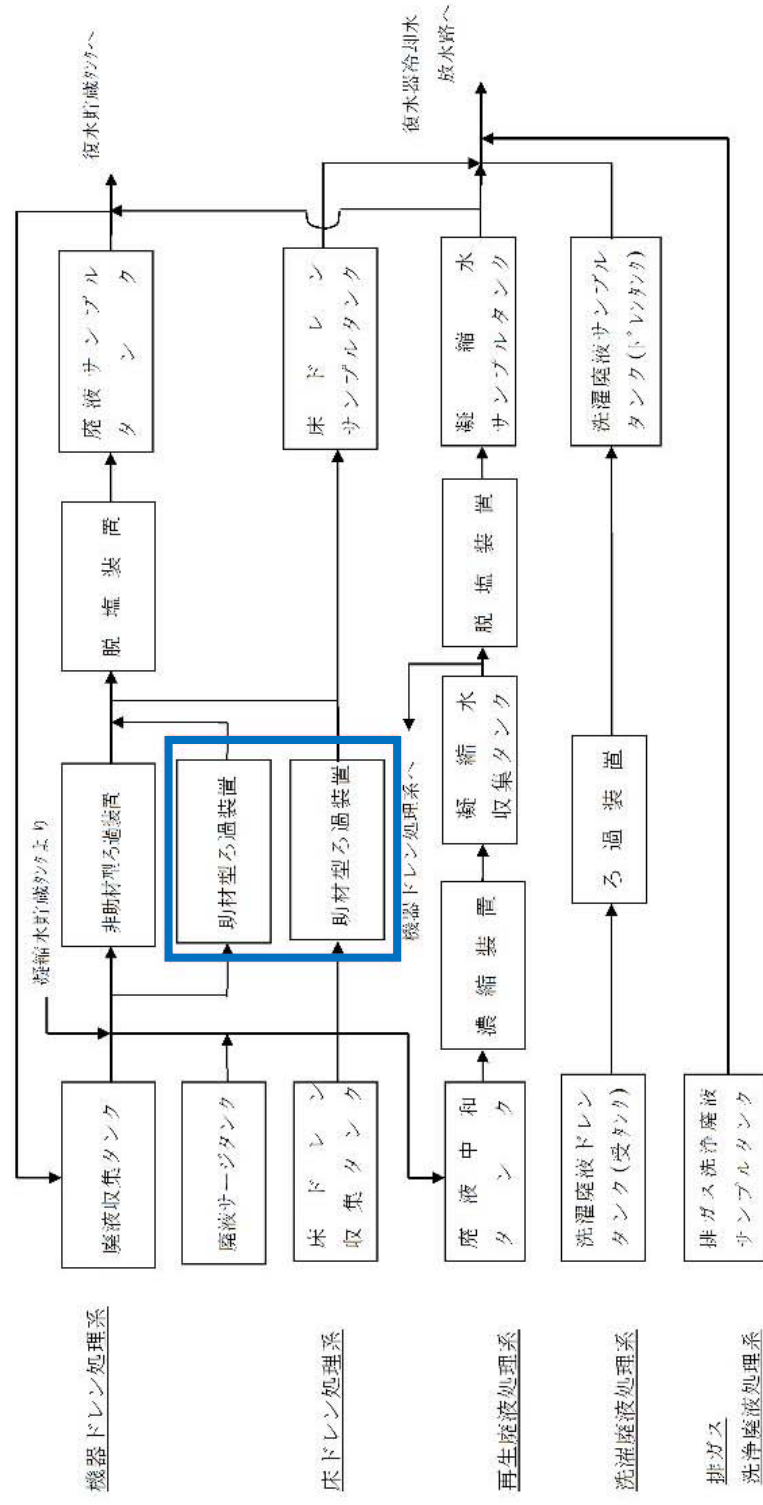 機器ドレン処理系
廃液収集タンク
凝縮水貯蔵タンクより
非助材型ろ過装置
脱塩装置
廃液サンプル
タンク
復水貯蔵タンクへ
廃液サージタンク
助材型ろ過装置
床ドレン処理系
床ドレン
収集タンク
助材型ろ過装置
床ドレン
サンプルタンク
機器ドレン処理系へ
復水器冷却水
放水路へ
再生廃液処理系
廃液中和
タンク
濃縮装置
凝縮水
収集タンク
脱塩装置
凝縮水
サンプルタンク
洗濯廃液処理系
洗濯廃液ドレン
タンク(受タンク)
ろ過装置
洗濯廃液サンプル
タンク(ドレンタンク)
排ガス
洗浄廃液処理系
排ガス洗浄廃液
サンプルタンク